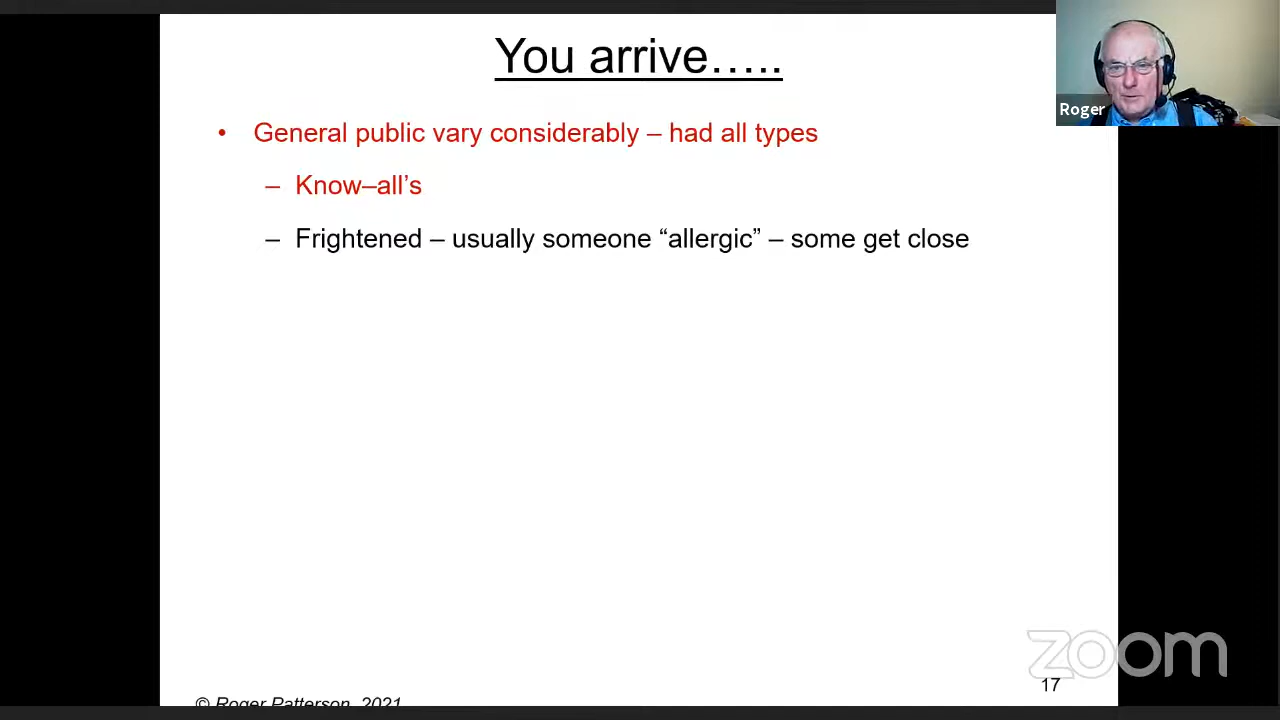 You arrive…..
Roger
• General public vary considerably – had all types
– Know–all’s
– Frightened – usually someone “allergic” – some get close
zoom
17
© Roger Patterson, 2021